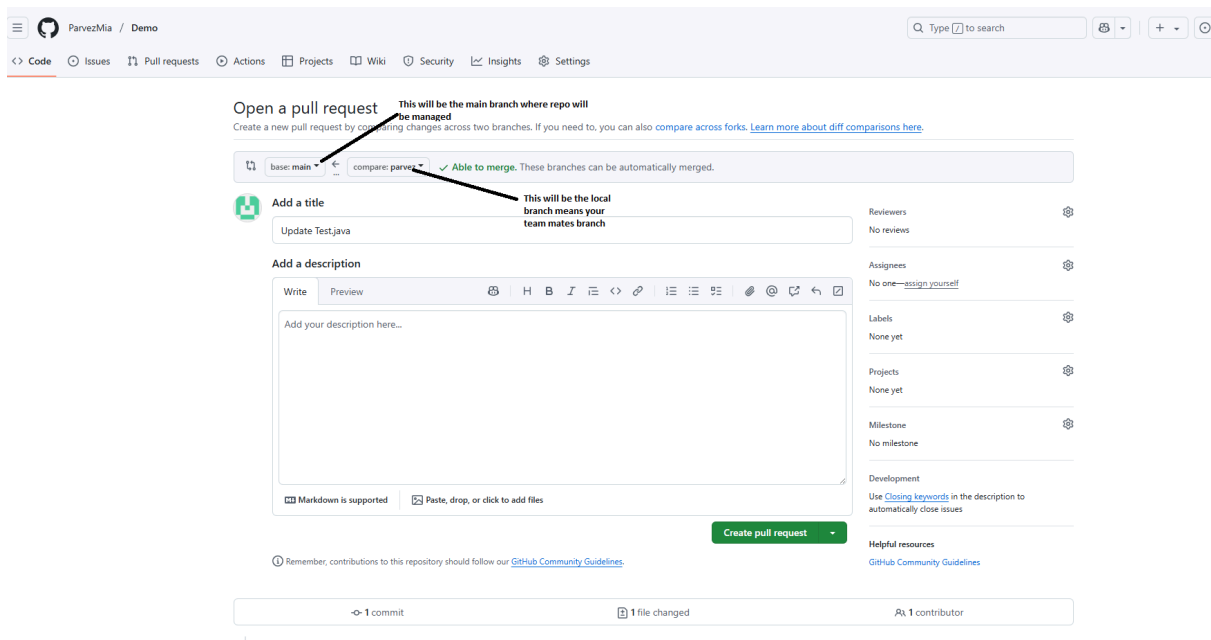 ParvezMia / Demo
Type / to search
Code Issues Pull requests Actions Projects Wiki Security Insights Settings
Open a pull request
This will be the main branch where repo will
be managed
Create a new pull request by comparing changes across two branches. If you need to, you can also compare across forks. Learn more about diff comparisons here.
base: main compare: parvez Able to merge. These branches can be automatically merged.
This will be the local
branch means your
team mates branch
Add a title
Update Test.java
Add a description
Write Preview
Add your description here...
Markdown is supported Paste, drop, or click to add files
Create pull request
Remember, contributions to this repository should follow our GitHub Community Guidelines.
Reviewers
No reviews
Assignees
No one—assign yourself
Labels
None yet
Projects
None yet
Milestone
No milestone
Development
Use Closing keywords in the description to
automatically close issues
Helpful resources
GitHub Community Guidelines
1 commit 1 file changed 1 contributor